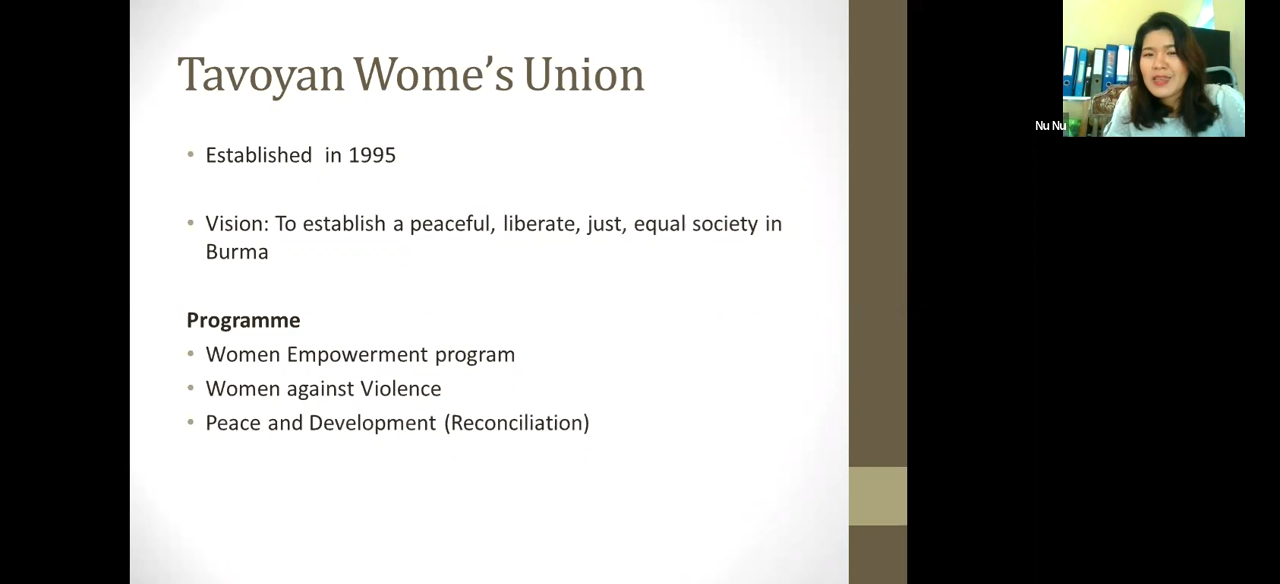 Tavoyan Wome’s Union
• Established  in 1995
• Vision: To establish a peaceful, liberate, just, equal society in
Burma
Programme
• Women Empowerment program
• Women against Violence
• Peace and Development (Reconciliation)
Nu Nu